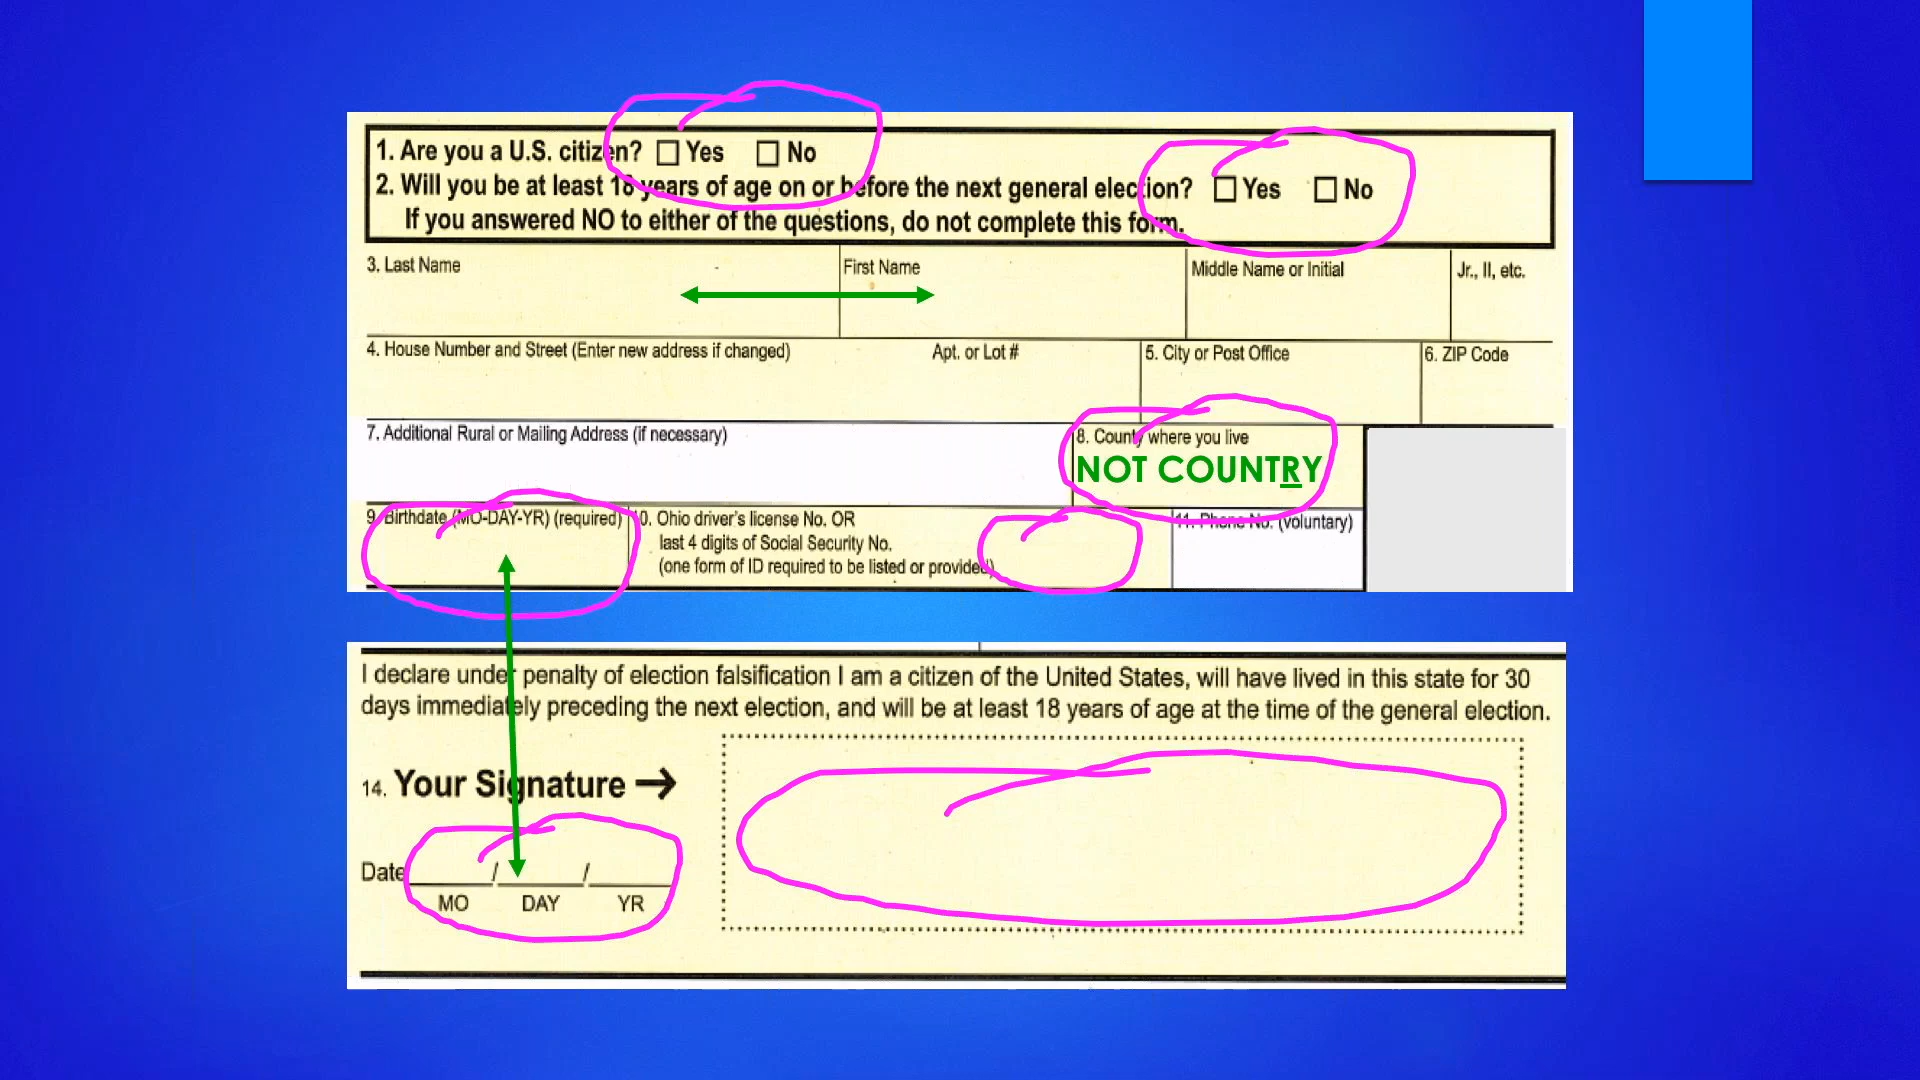 1. Are you a U.S. citizen? Yes No
2. Will you be at least 18 years of age on or before the next general election? Yes No
If you answered NO to either of the questions, do not complete this form.
3. Last Name First Name Middle Name or Initial Jr., II, etc.
4. House Number and Street (Enter new address if changed) Apt. or Lot # 5. City or Post Office 6. ZIP Code
7. Additional Rural or Mailing Address (if necessary) 8. County where you live
NOT COUNTRY
9. Birthdate (MO-DAY-YR) (required) 10. Ohio driver's license No. OR 11. Phone No. (voluntary)
last 4 digits of Social Security No.
(one form of ID required to be listed or provided)
I declare under penalty of election falsification I am a citizen of the United States, will have lived in this state for 30
days immediately preceding the next election, and will be at least 18 years of age at the time of the general election.
14. Your Signature →
Date / /
MO DAY YR